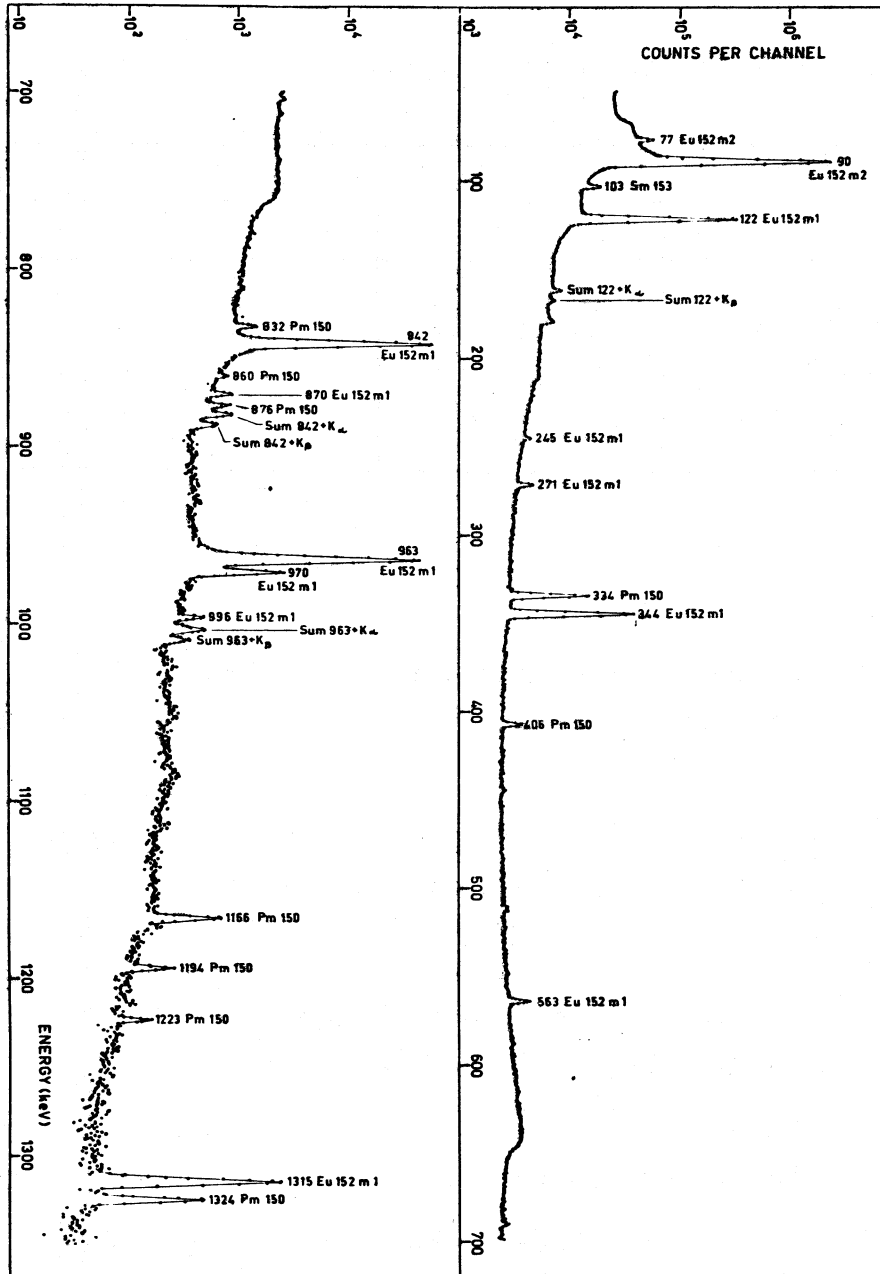 COUNTS PER CHANNEL
10³
10⁴
10⁵
10⁶
77 Eu 152 m2
90
Eu 152 m2
100
103 Sm 153
122 Eu 152 m1
Sum 122+Kα
Sum 122+Kβ
200
245 Eu 152 m1
271 Eu 152 m1
300
334 Pm 150
344 Eu 152 m1
400
406 Pm 150
500
563 Eu 152 m1
600
700
10¹
10²
10³
10⁴
700
800
832 Pm 150
842
Eu 152 m1
860 Pm 150
870 Eu 152 m1
876 Pm 150
Sum 842+Kα
Sum 842+Kβ
900
963
Eu 152 m1
970
Eu 152 m1
996 Eu 152 m1
1000
Sum 963+Kα
Sum 963+Kβ
1100
1166 Pm 150
1194 Pm 150
1200
1223 Pm 150
ENERGY (keV)
1300
1315 Eu 152 m1
1324 Pm 150